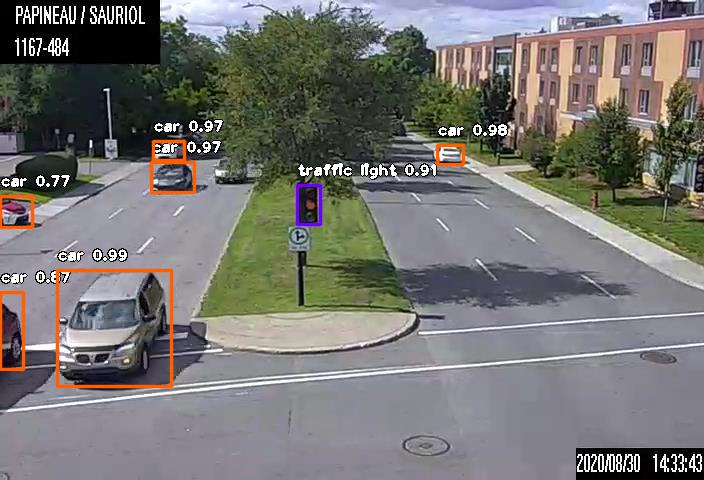 PAPINEAU / SAURIOL
1167-484
car 0.97
car 0.97
car 0.98
traffic light 0.91
car 0.77
car 0.99
car 0.87
2020/08/30 14:33:43